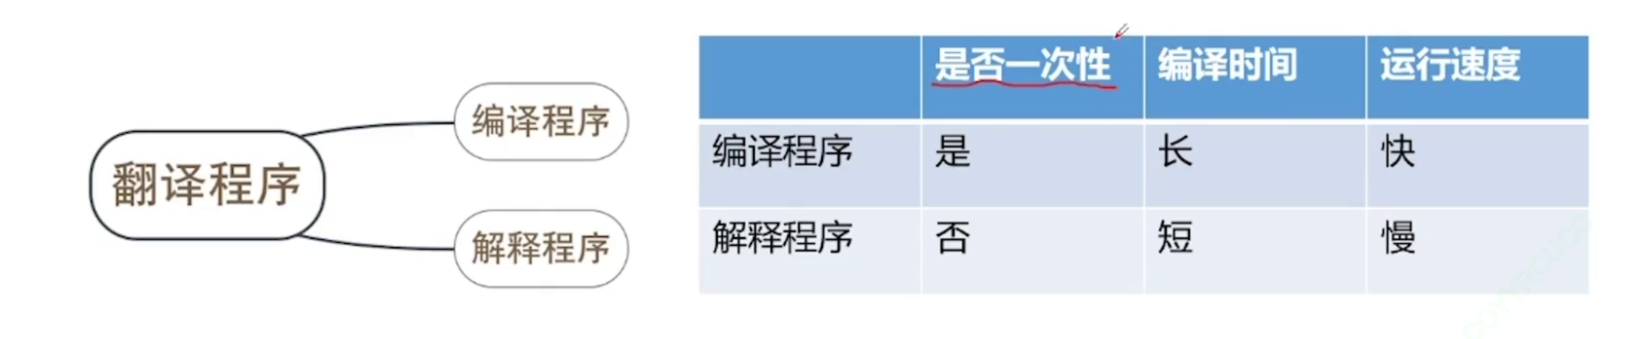 翻译程序
编译程序
解释程序
是否一次性 编译时间 运行速度
编译程序 是 长 快
解释程序 否 短 慢